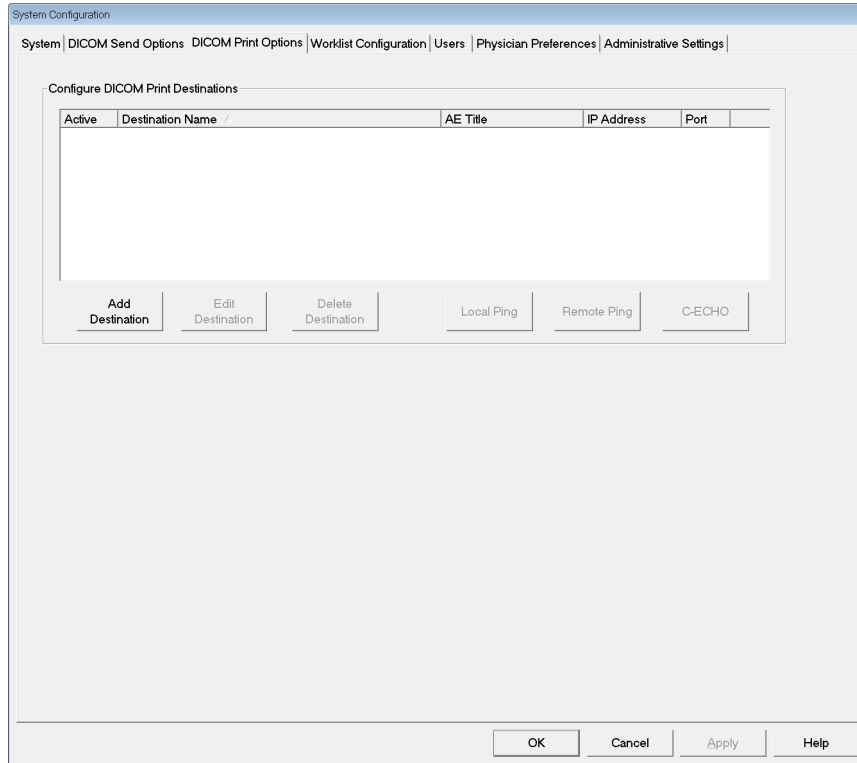 System Configuration
System DICOM Send Options DICOM Print Options Worklist Configuration Users Physician Preferences Administrative Settings
Configure DICOM Print Destinations
Active Destination Name AE Title IP Address Port
Add Destination Edit Destination Delete Destination Local Ping Remote Ping C-ECHO
OK Cancel Apply Help